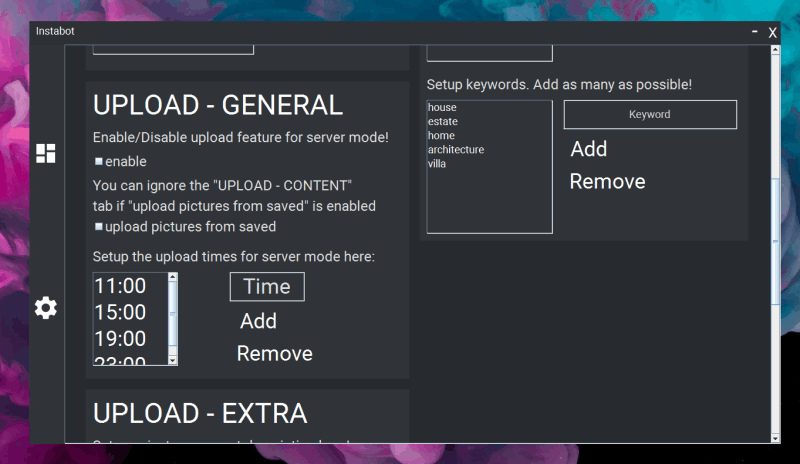 Instabot
- X
UPLOAD - GENERAL
Enable/Disable upload feature for server mode!
enable
You can ignore the "UPLOAD - CONTENT"
tab if "upload pictures from saved" is enabled
upload pictures from saved
Setup the upload times for server mode here:
11:00
15:00
19:00
23:00
Time
Add
Remove
UPLOAD - EXTRA
Setup keywords. Add as many as possible!
house
estate
home
architecture
villa
Keyword
Add
Remove